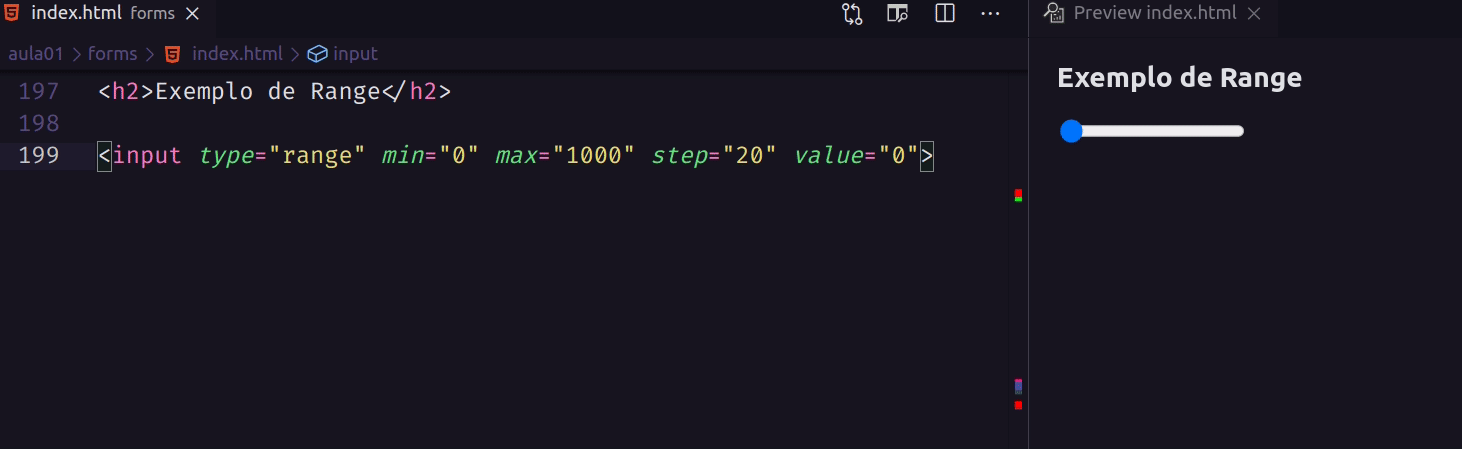 index.html forms
Preview index.html
aula01 > forms > index.html > input
Exemplo de Range
197 <h2>Exemplo de Range</h2>
198
199 <input type="range" min="0" max="1000" step="20" value="0">